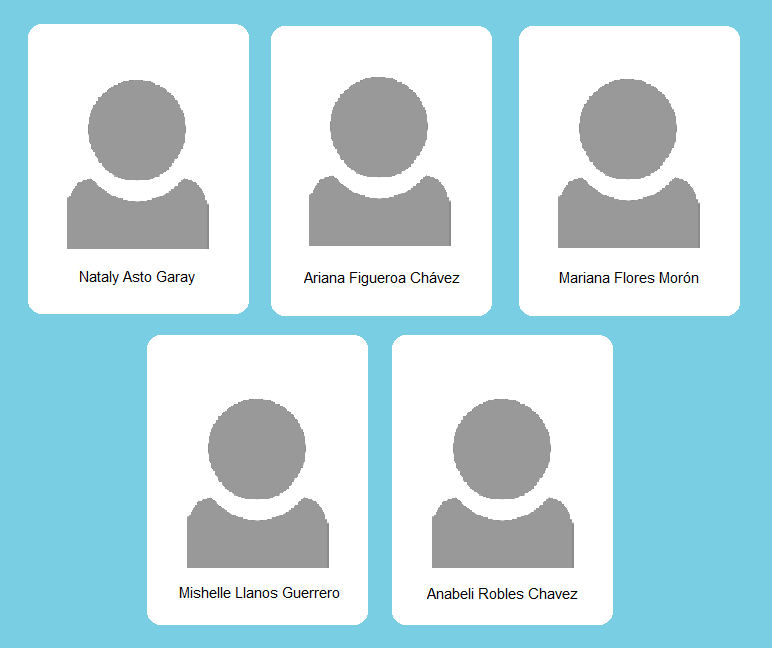 Nataly Asto Garay
Ariana Figueroa Chávez
Mariana Flores Morón
Mishelle Llanos Guerrero
Anabeli Robles Chavez